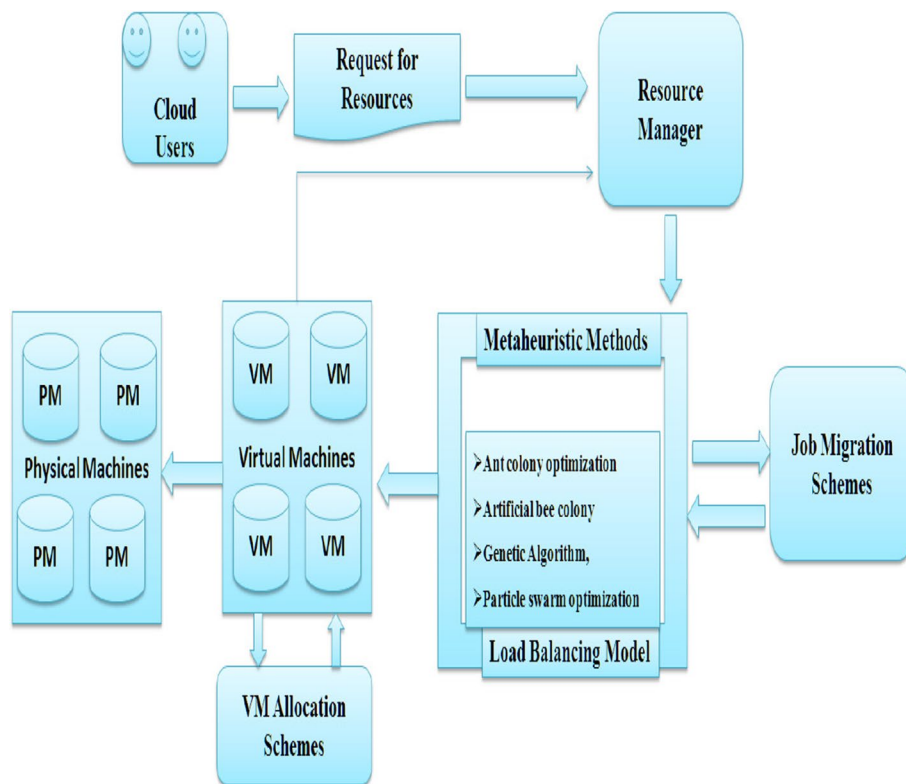 Cloud
Users
Request for
Resources
Resource
Manager
PM
PM
Physical Machines
PM
PM
VM
VM
Virtual Machines
VM
VM
VM Allocation
Schemes
Metaheuristic Methods
➢Ant colony optimization
➢Artificial bee colony
➢Genetic Algorithm,
➢Particle swarm optimization
Load Balancing Model
Job Migration
Schemes